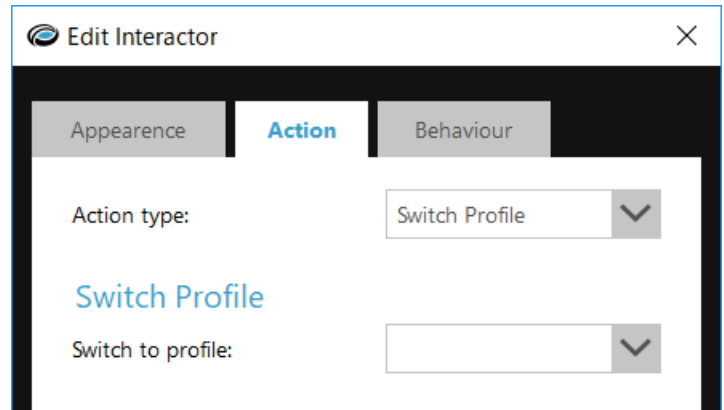 Edit Interactor
Appearence Action Behaviour
Action type: Switch Profile
Switch Profile
Switch to profile: